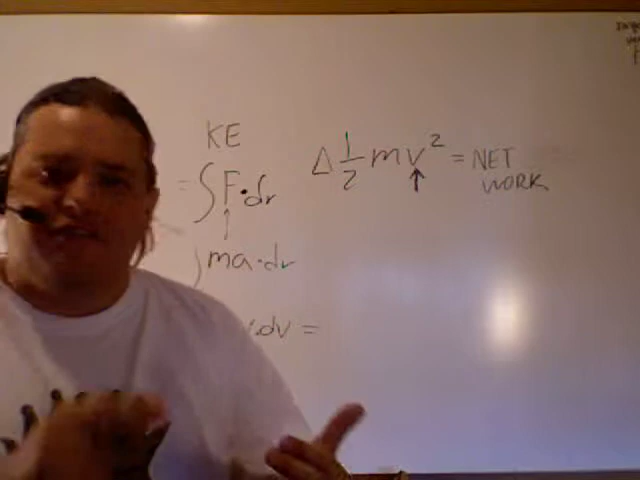 KE
Δ 1/2 mv² = NET
WORK
= ∫F·dr
∫ma·dr
v·dv =